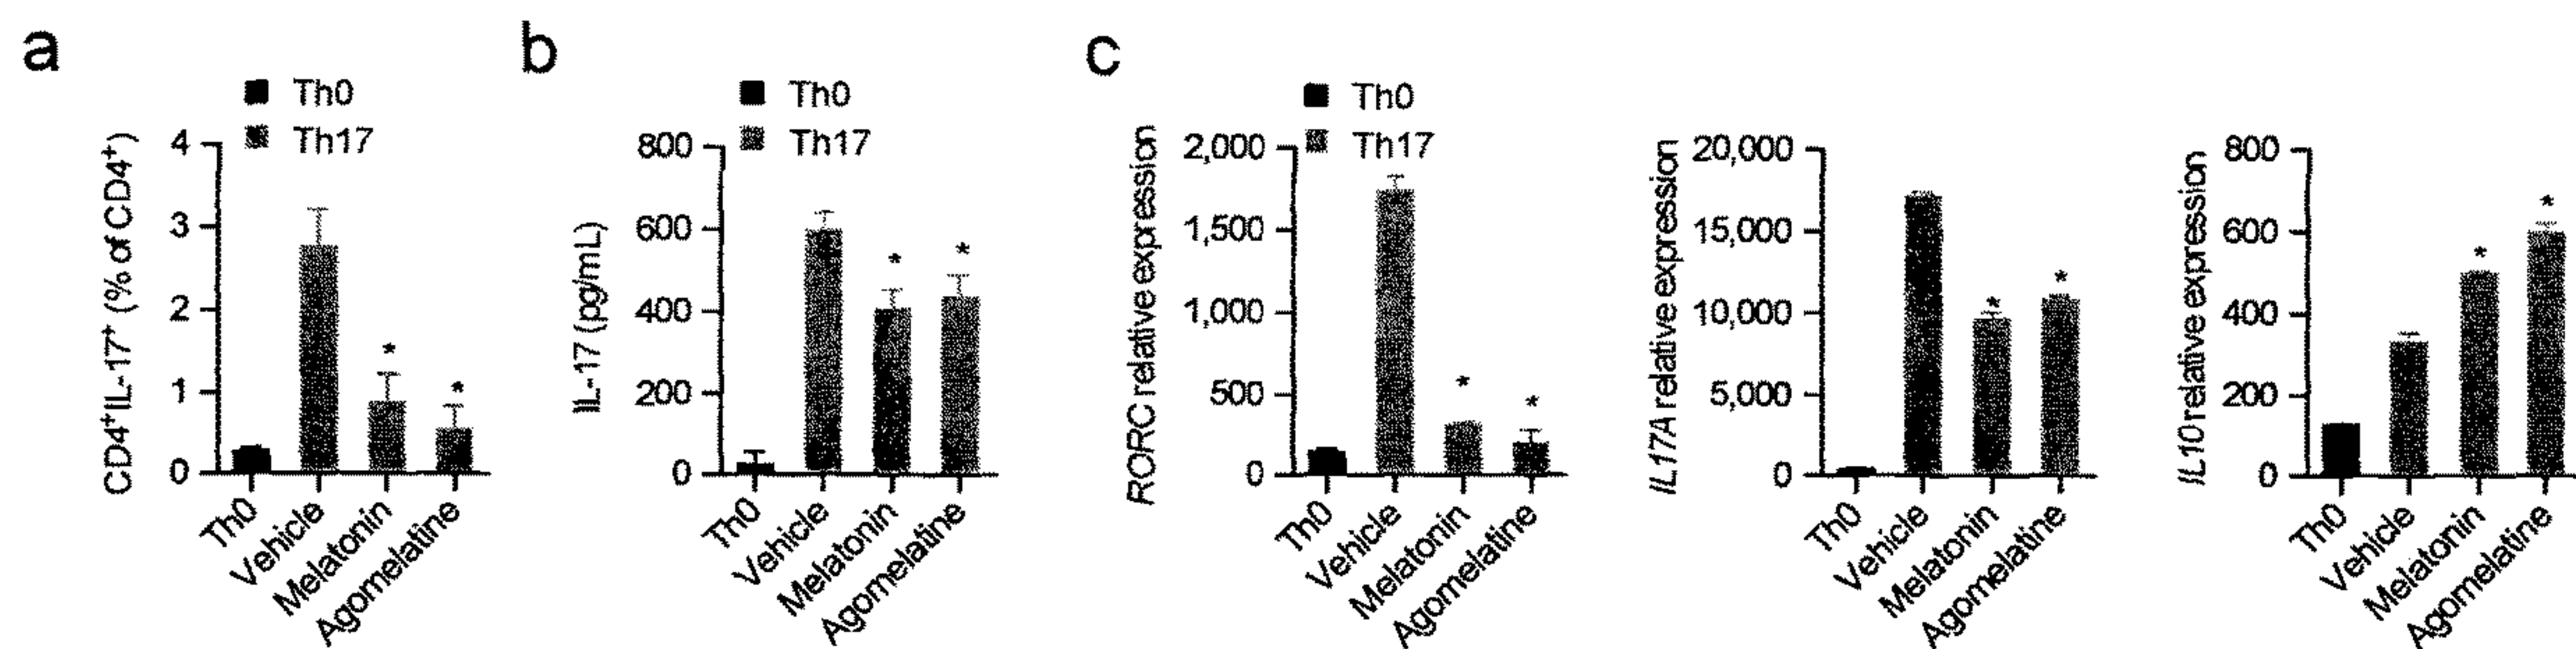 a
Th0
Th17
CD4+IL-17+ (% of CD4+)
4
3
2
1
0
Th0
Vehicle
Melatonin
Agomelatine
*
*
b
Th0
Th17
IL-17 (pg/mL)
800
600
400
200
0
Th0
Vehicle
Melatonin
Agomelatine
*
*
c
Th0
Th17
RORC relative expression
2,000
1,500
1,000
500
0
Th0
Vehicle
Melatonin
Agomelatine
*
*
IL17A relative expression
20,000
15,000
10,000
5,000
0
Th0
Vehicle
Melatonin
Agomelatine
*
*
IL10 relative expression
800
600
400
200
0
Th0
Vehicle
Melatonin
Agomelatine
*
*